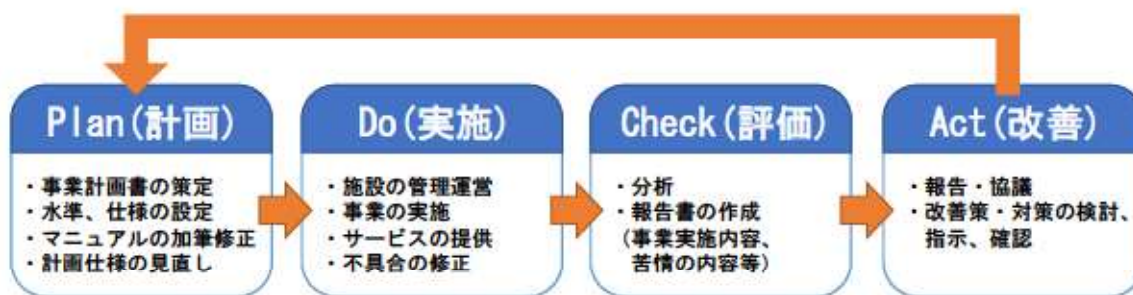 Plan(計画)
・事業計画書の策定
・水準、仕様の設定
・マニュアルの加筆修正
・計画仕様の見直し
Do(実施)
・施設の管理運営
・事業の実施
・サービスの提供
・不具合の修正
Check(評価)
・分析
・報告書の作成
(事業実施内容、
苦情の内容等)
Act(改善)
・報告・協議
・改善策・対策の検討、
指示、確認